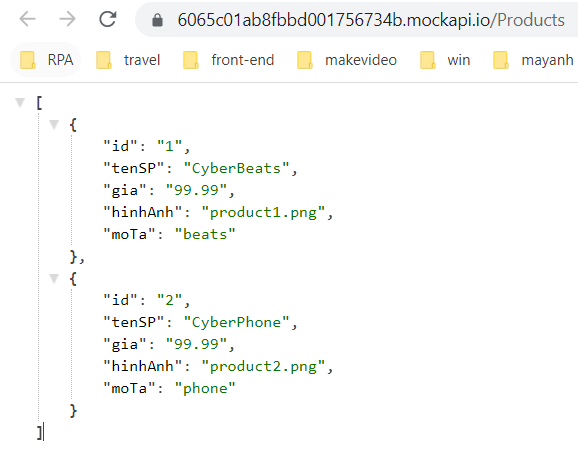 6065c01ab8fbbd001756734b.mockapi.io/Products
RPA travel front-end makevideo win mayanh
[
{
"id": "1",
"tenSP": "CyberBeats",
"gia": "99.99",
"hinhAnh": "product1.png",
"moTa": "beats"
},
{
"id": "2",
"tenSP": "CyberPhone",
"gia": "99.99",
"hinhAnh": "product2.png",
"moTa": "phone"
}
]